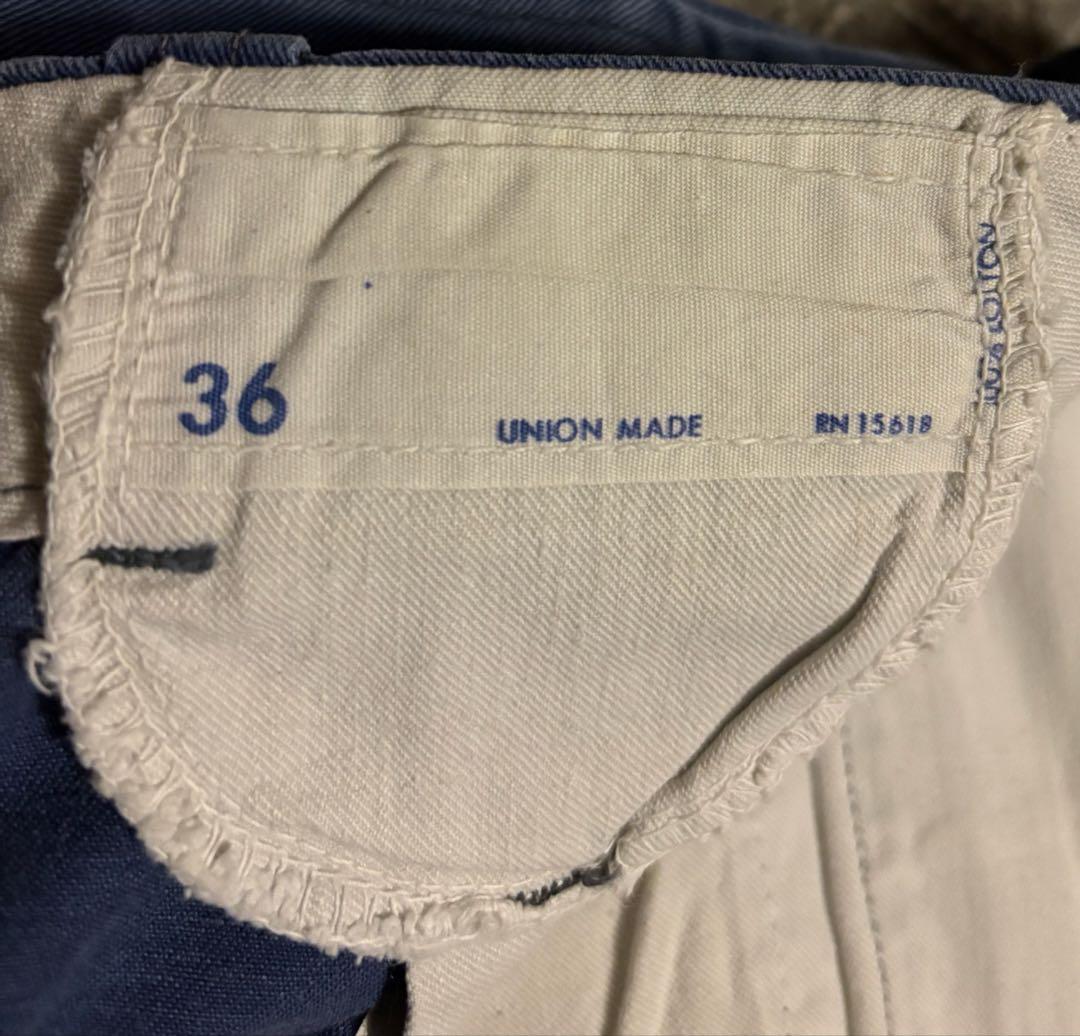 36
UNION MADE
RN 15618
100% COTTON